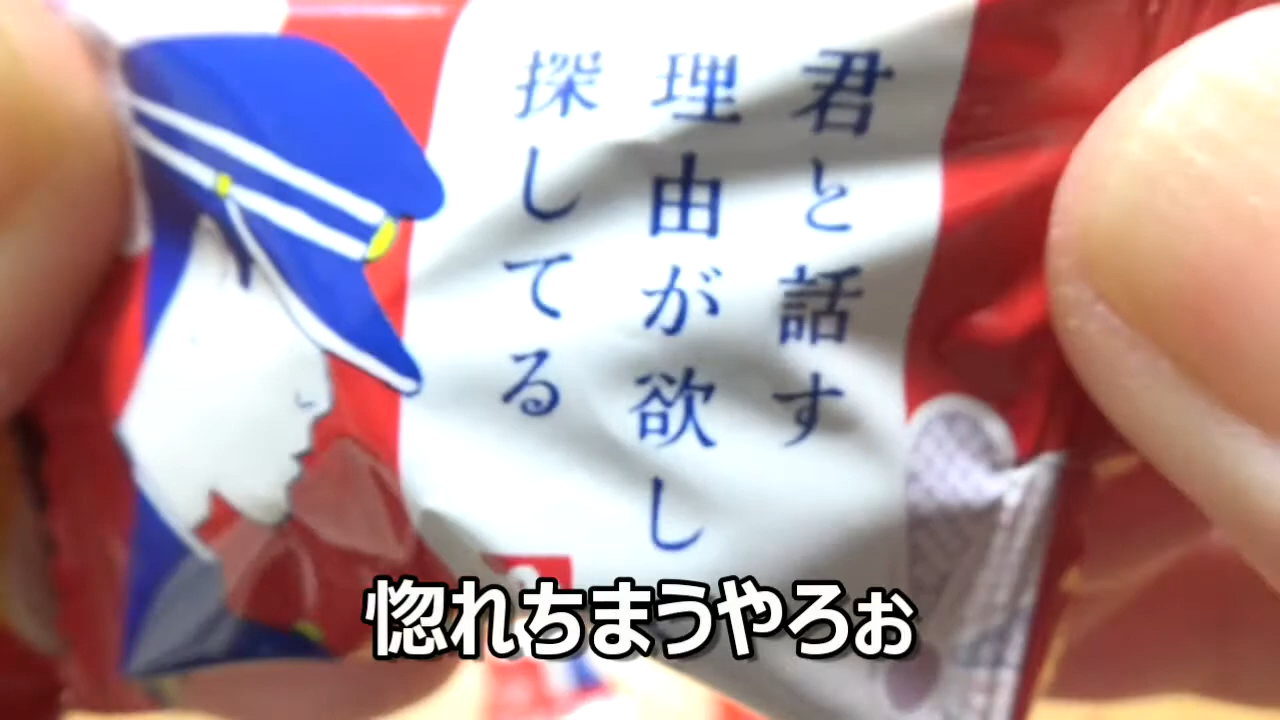 君と話す
理由が欲し
探してる
惚れちまうやろぉ